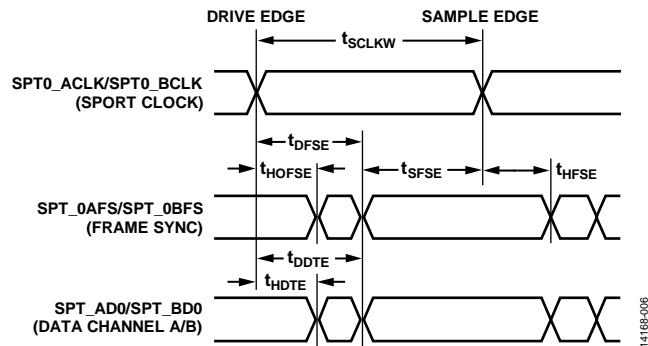 DRIVE EDGE
SAMPLE EDGE
tSCLKW
SPT0_ACLK/SPT0_BCLK
(SPORT CLOCK)
tDFSE
tHOFSE
tSFSE
tHFSE
SPT_0AFS/SPT_0BFS
(FRAME SYNC)
tDDTE
tHDTE
SPT_AD0/SPT_BD0
(DATA CHANNEL A/B)
14168-006